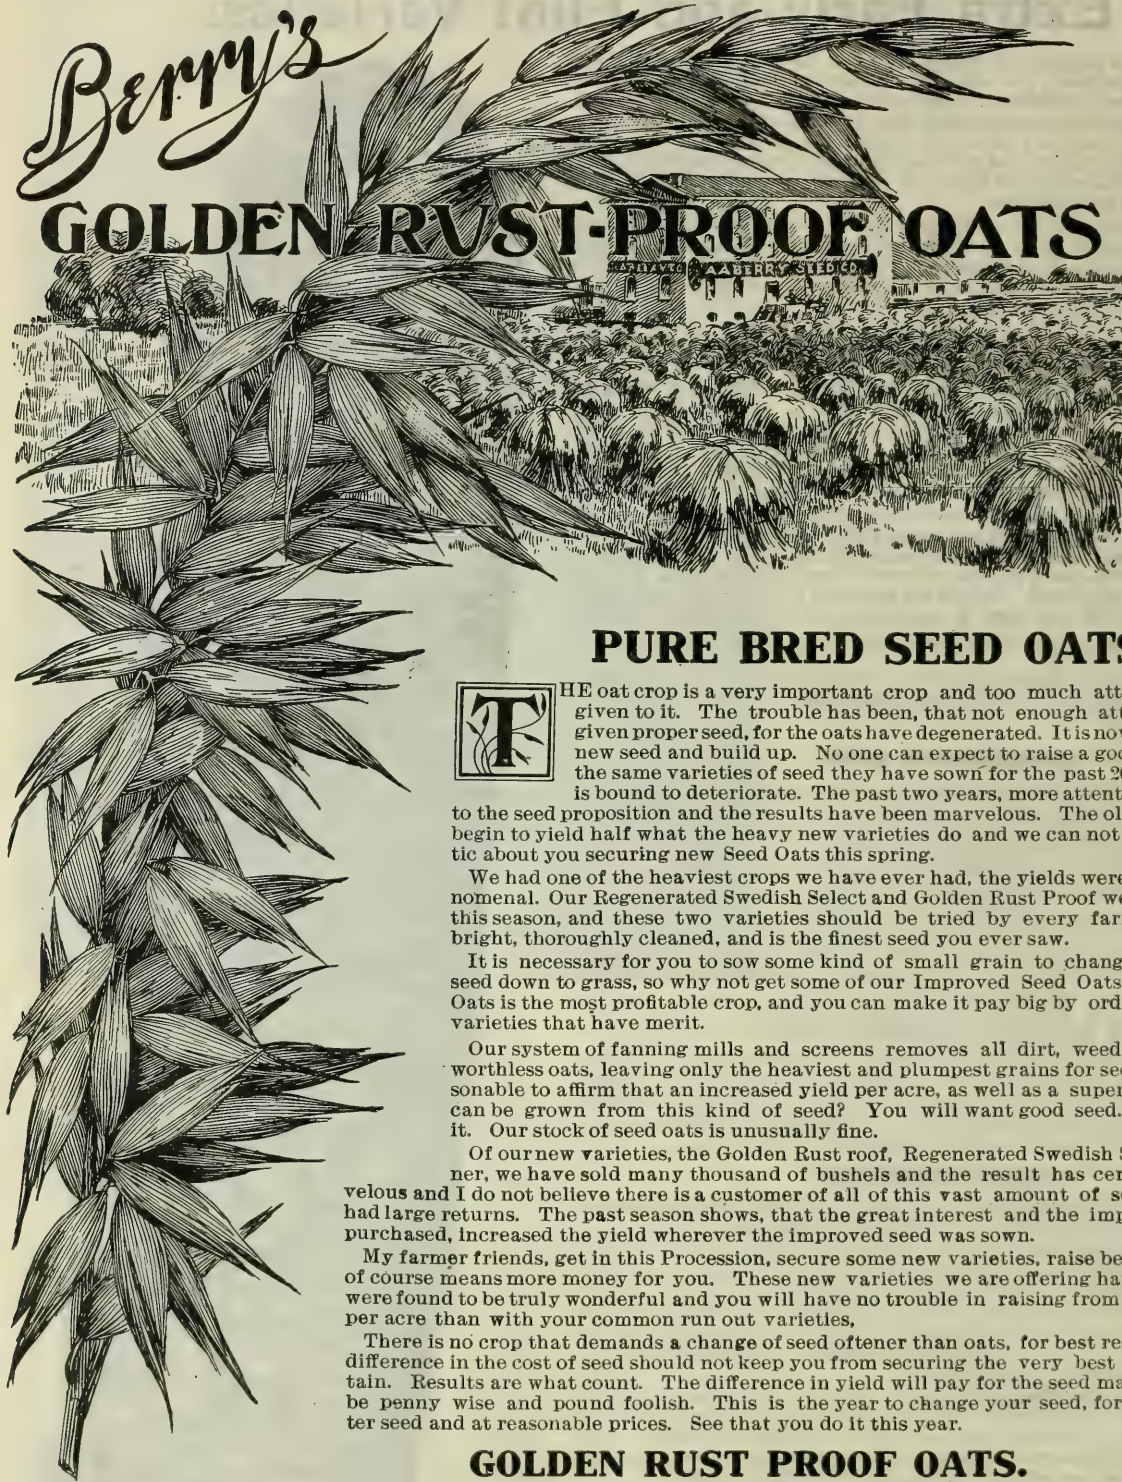 Berry's
GOLDEN RUST-PROOF OATS
A.A.BERRY SEED CO.
PURE BRED SEED OATS
THE oat crop is a very important crop and too much att
given to it. The trouble has been, that not enough at
given proper seed, for the oats have degenerated. It is no
new seed and build up. No one can expect to raise a goo
the same varieties of seed they have sown for the past 2
is bound to deteriorate. The past two years, more attent
to the seed proposition and the results have been marvelous. The ol
begin to yield half what the heavy new varieties do and we can not
tic about you securing new Seed Oats this spring.
We had one of the heaviest crops we have ever had, the yields were
nomenal. Our Regenerated Swedish Select and Golden Rust Proof we
this season, and these two varieties should be tried by every far
bright, thoroughly cleaned, and is the finest seed you ever saw.
It is necessary for you to sow some kind of small grain to chang
seed down to grass, so why not get some of our Improved Seed Oats
Oats is the most profitable crop, and you can make it pay big by ord
varieties that have merit.
Our system of fanning mills and screens removes all dirt, weed
worthless oats, leaving only the heaviest and plumpest grains for se
sonable to affirm that an increased yield per acre, as well as a super
can be grown from this kind of seed? You will want good seed.
it. Our stock of seed oats is unusually fine.
Of our new varieties, the Golden Rust roof, Regenerated Swedish S
ner, we have sold many thousand of bushels and the result has cer
velous and I do not believe there is a customer of all of this vast amount of s
had large returns. The past season shows, that the great interest and the imp
purchased, increased the yield wherever the improved seed was sown.
My farmer friends, get in this Procession, secure some new varieties, raise be
of course means more money for you. These new varieties we are offering ha
were found to be truly wonderful and you will have no trouble in raising from
per acre than with your common run out varieties,
There is no crop that demands a change of seed oftener than oats, for best re
difference in the cost of seed should not keep you from securing the very best
tain. Results are what count. The difference in yield will pay for the seed ma
be penny wise and pound foolish. This is the year to change your seed, for
ter seed and at reasonable prices. See that you do it this year.
GOLDEN RUST PROOF OATS.